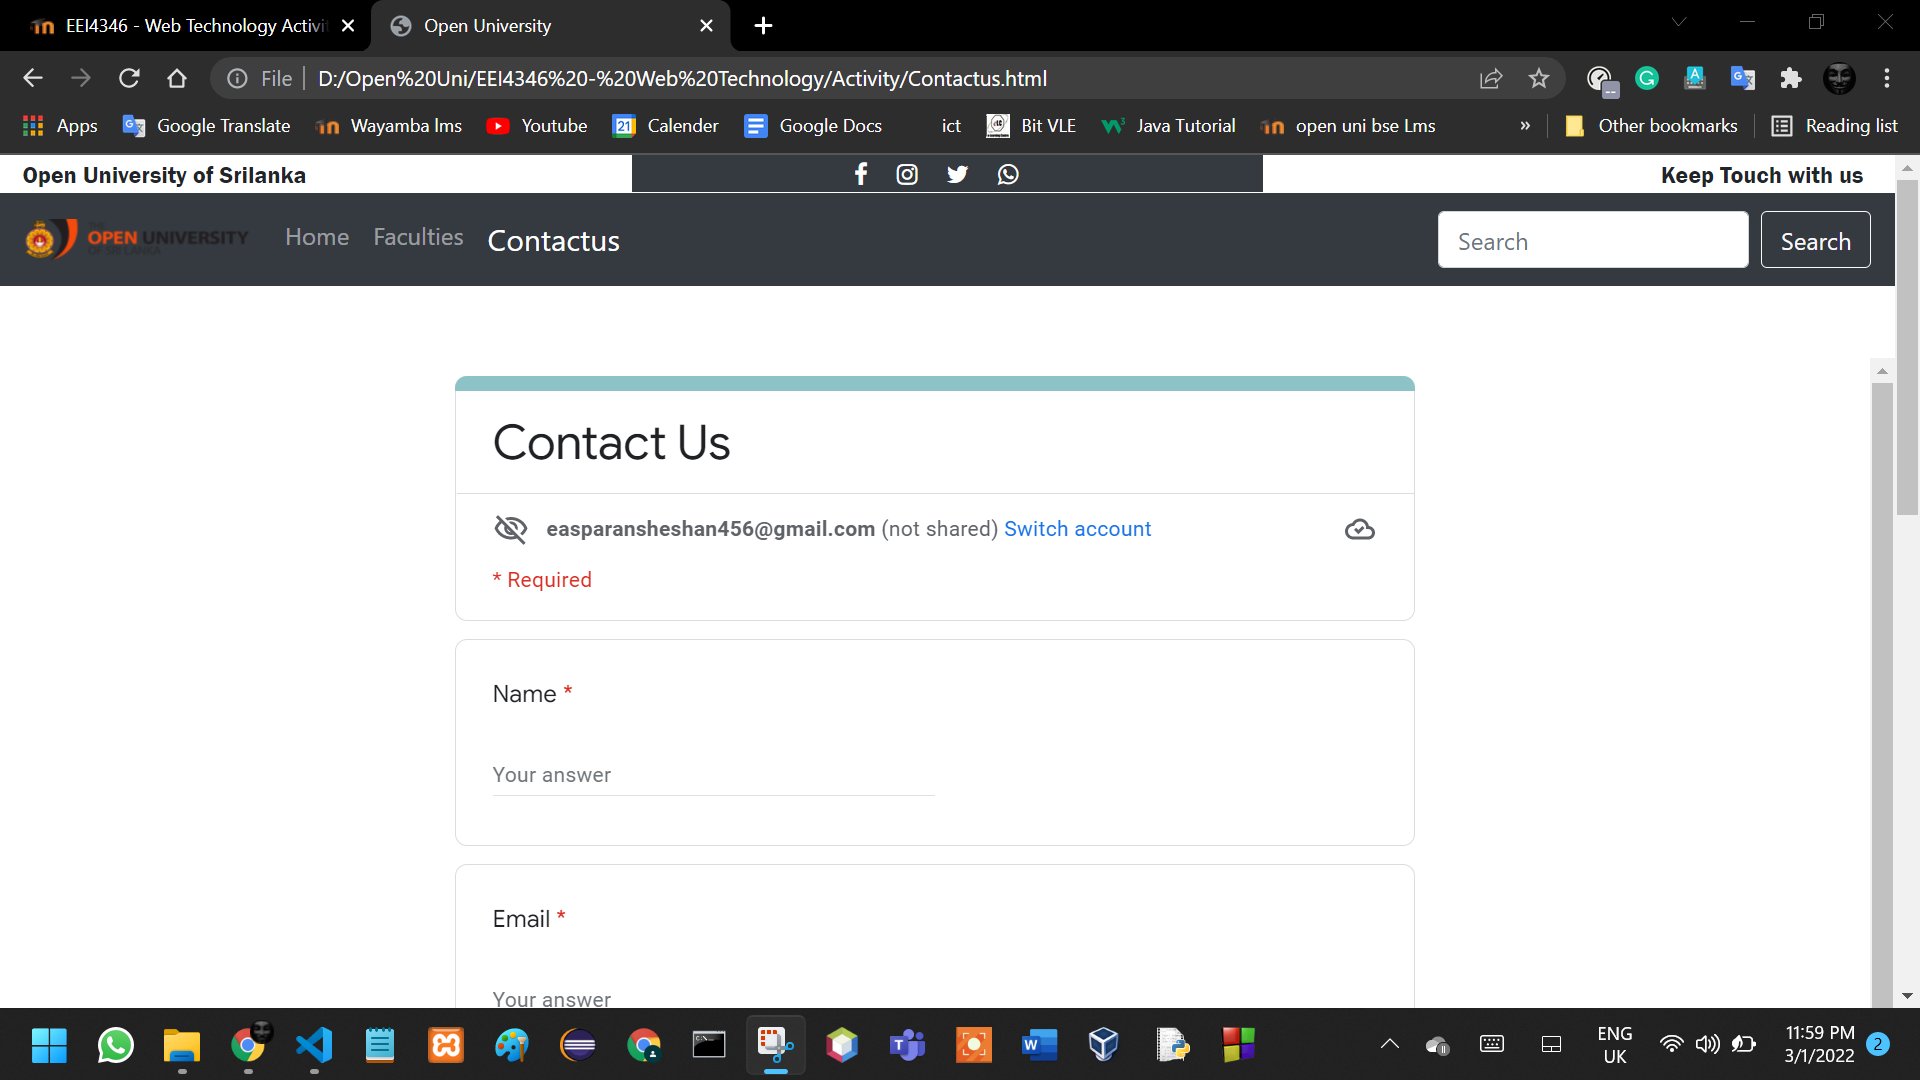 EEI4346 - Web Technology Activit
Open University
File
D:/Open%20Uni/EEI4346%20-%20Web%20Technology/Activity/Contactus.html
Apps
Google Translate
Wayamba lms
Youtube
Calender
Google Docs
ict
Bit VLE
Java Tutorial
open uni bse Lms
»
Other bookmarks
Reading list
Open University of Srilanka
Keep Touch with us
OPEN UNIVERSITY
OF SRI LANKA
Home
Faculties
Contactus
Search
Search
Contact Us
easparansheshan456@gmail.com (not shared) Switch account
* Required
Name *
Your answer
Email *
Your answer
ENG
UK
11:59 PM
3/1/2022
2